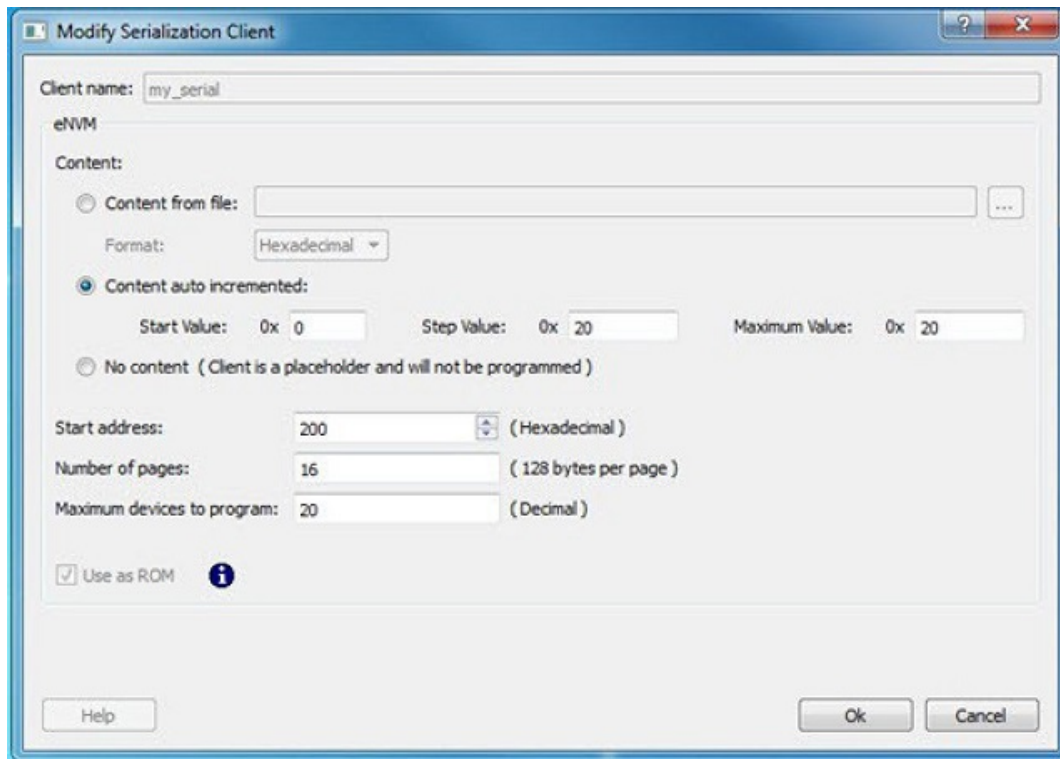 Modify Serialization Client
Client name: my_serial
eNVM
Content:
Content from file: ...
Format: Hexadecimal
Content auto incremented:
Start Value: 0x 0 Step Value: 0x 20 Maximum Value: 0x 20
No content ( Client is a placeholder and will not be programmed )
Start address: 200 ( Hexadecimal )
Number of pages: 16 ( 128 bytes per page )
Maximum devices to program: 20 ( Decimal )
Use as ROM
Help Ok Cancel